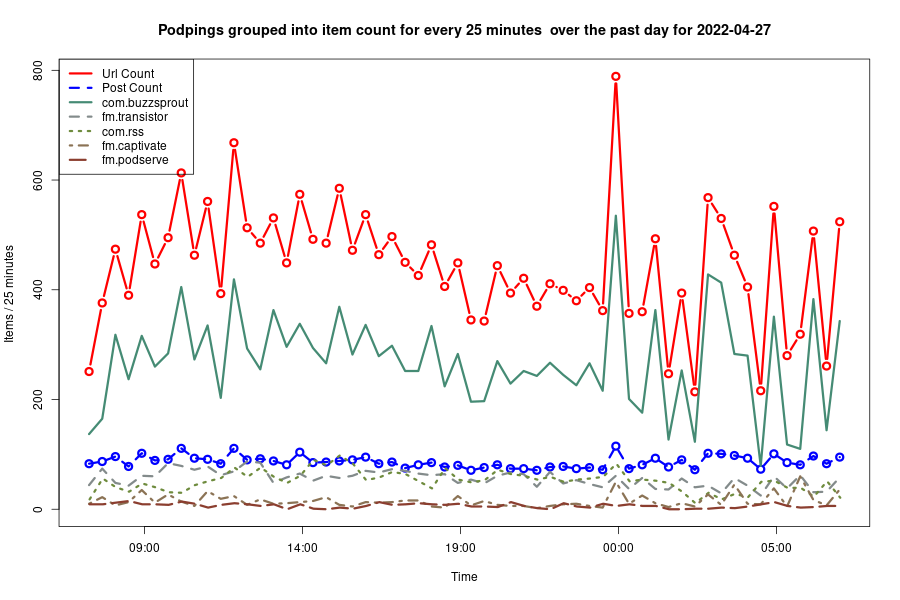 Podpings grouped into item count for every 25 minutes  over the past day for 2022-04-27
Url Count
Post Count
com.buzzsprout
fm.transistor
com.rss
fm.captivate
fm.podserve
Items / 25 minutes
800
600
400
200
0
09:00
14:00
19:00
00:00
05:00
Time